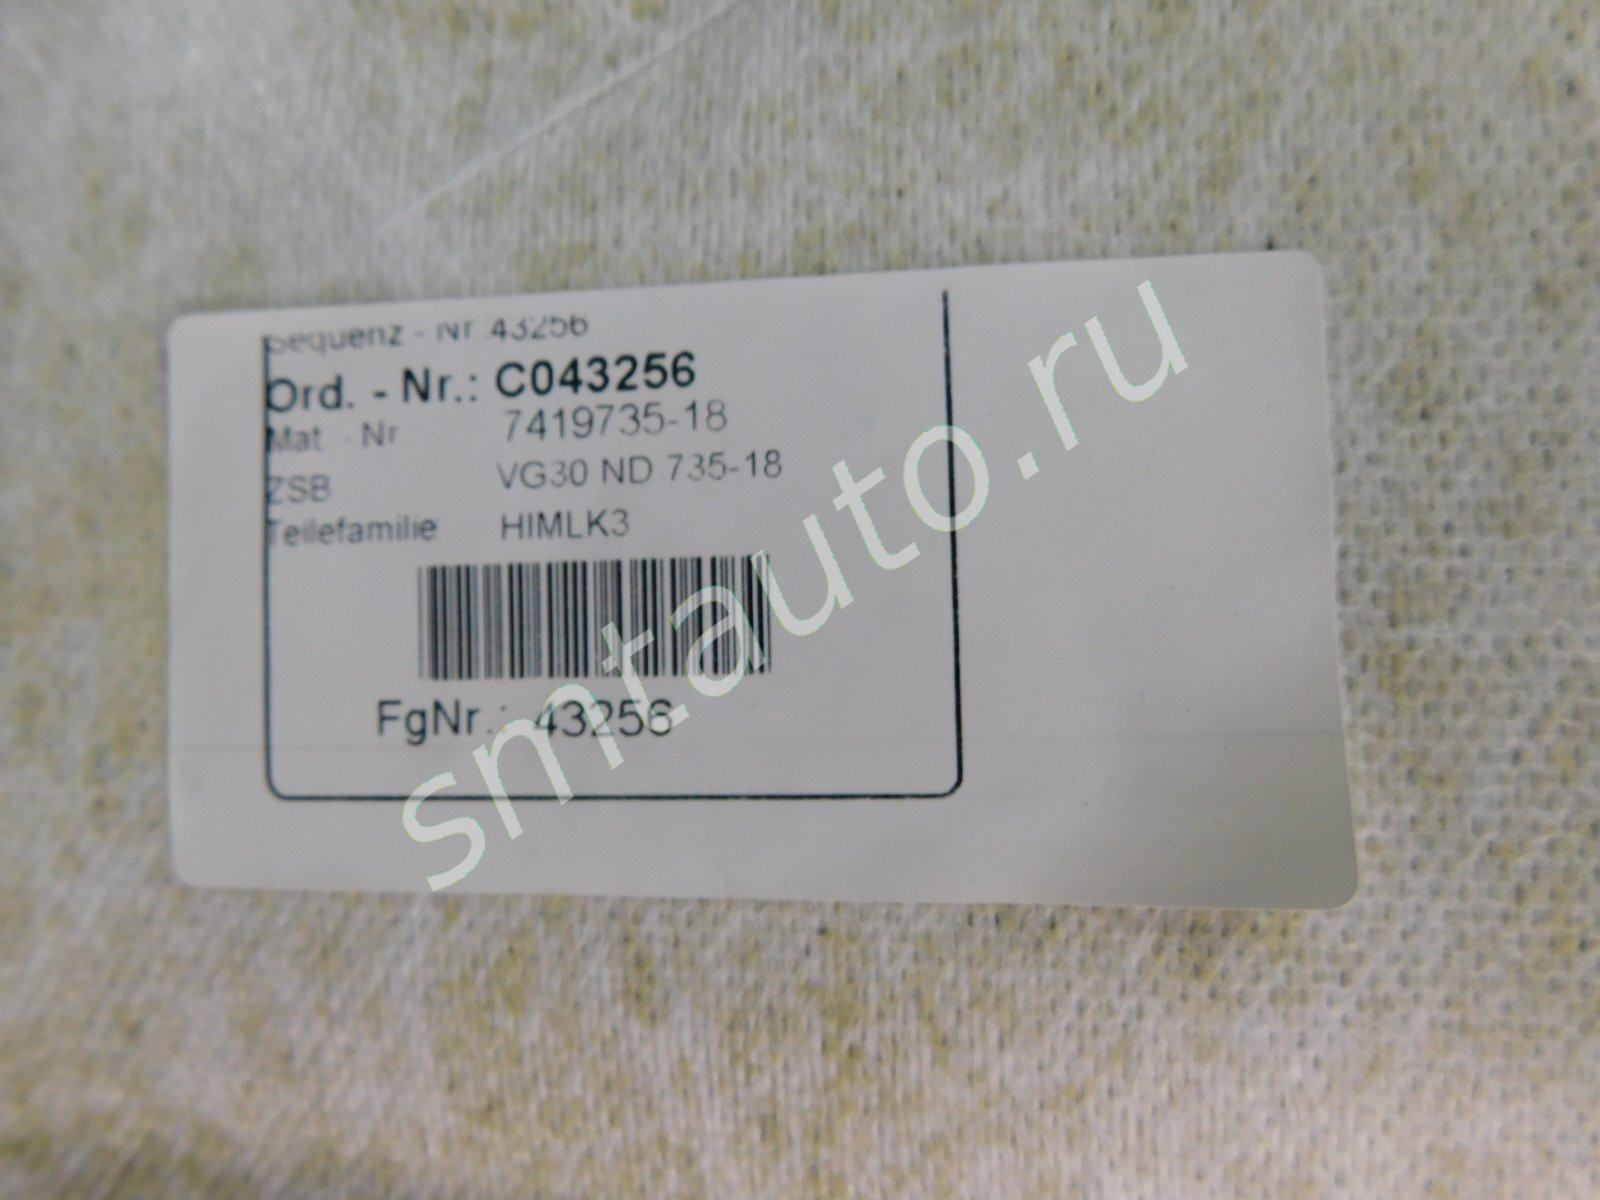 Sequenz - Nr 43256
Ord. - Nr.: C043256
Mat - Nr 7419735-18
ZSB VG30 ND 735-18
Teilefamilie HIMLK3
FgNr.: 43256
smtauto.ru